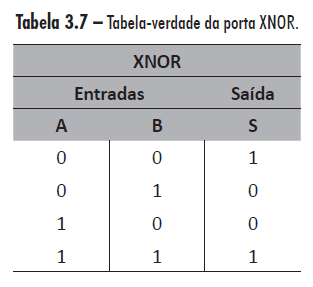 Tabela 3.7 – Tabela-verdade da porta XNOR.
XNOR
Entradas Saída
A B S
0 0 1
0 1 0
1 0 0
1 1 1